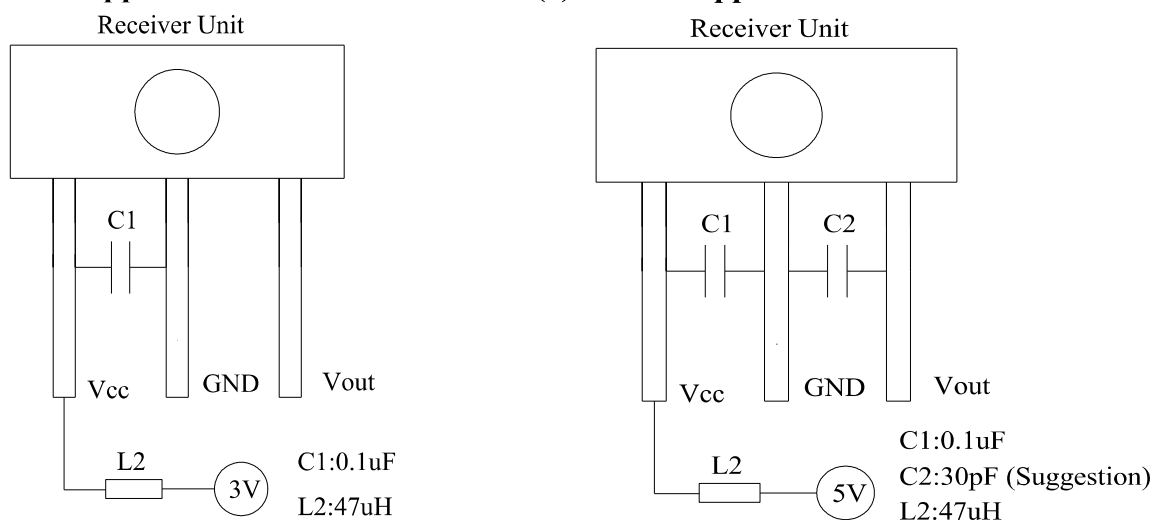 Receiver Unit
C1
Vcc
GND
Vout
L2
3V
C1:0.1uF
L2:47uH
Receiver Unit
C1
C2
Vcc
GND
Vout
L2
5V
C1:0.1uF
C2:30pF (Suggestion)
L2:47uH